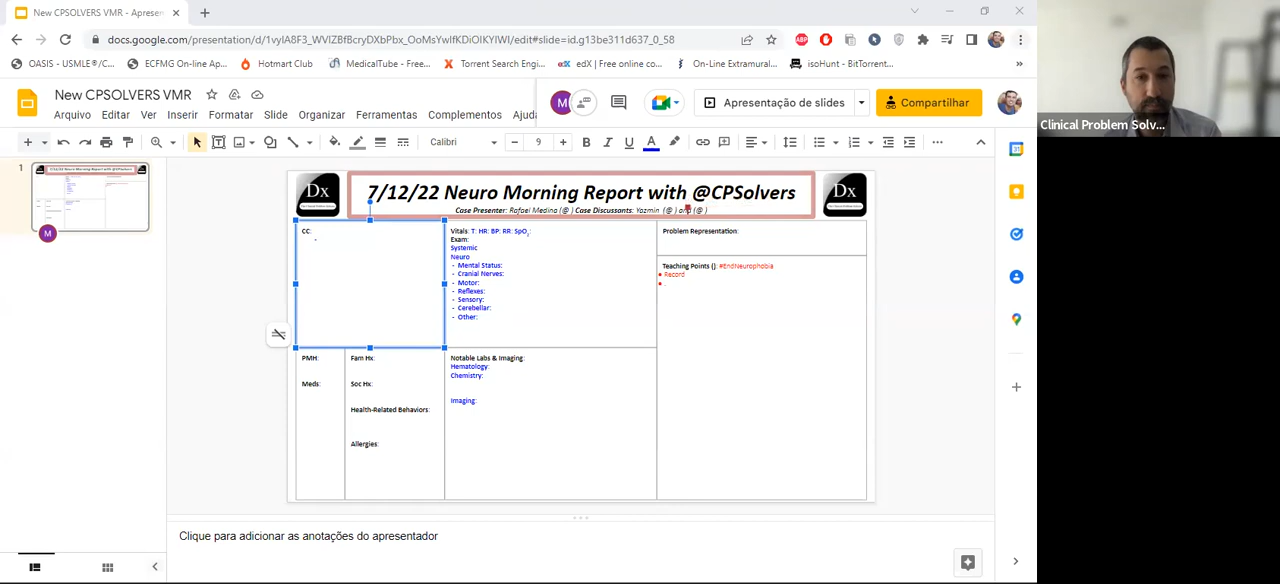 New CPSOLVERS VMR - Apresen
docs.google.com/presentation/d/1vyIA8F3_WVIZBfBcryDXbPbx_OoMsYwIfKDiOIKYIWI/edit#slide=id.g13be311d637_0_58
ABP
OASIS - USMLE®/C...
ECFMG On-line Ap...
Hotmart Club
MedicalTube - Free...
Torrent Search Engi...
edX | Free online co...
On-Line Extramural...
isoHunt - BitTorrent...
»
New CPSOLVERS VMR
Arquivo Editar Ver Inserir Formatar Slide Organizar Ferramentas Complementos Ajuda
M
Apresentação de slides
Compartilhar
Calibri
9
B I U A
1
M
Dx
7/12/22 Neuro Morning Report with @CPSolvers
Case Presenter: Rafael Medina (@ ) Case Discussants: Yazmin (@ ) and (@ )
Dx
CC:
-
Vitals: T: HR: BP: RR: SpO2:
Exam:
Systemic
Neuro
- Mental Status:
- Cranial Nerves:
- Motor:
- Reflexes:
- Sensory:
- Cerebellar:
- Other:
Problem Representation:
Teaching Points (): #EndNeurophobia
▪ Record
▪ .
PMH:
Meds:
Fam Hx:
Soc Hx:
Health-Related Behaviors:
Allergies:
Notable Labs & Imaging:
Hematology:
Chemistry:
Imaging:
Clique para adicionar as anotações do apresentador
31
Clinical Problem Solv...